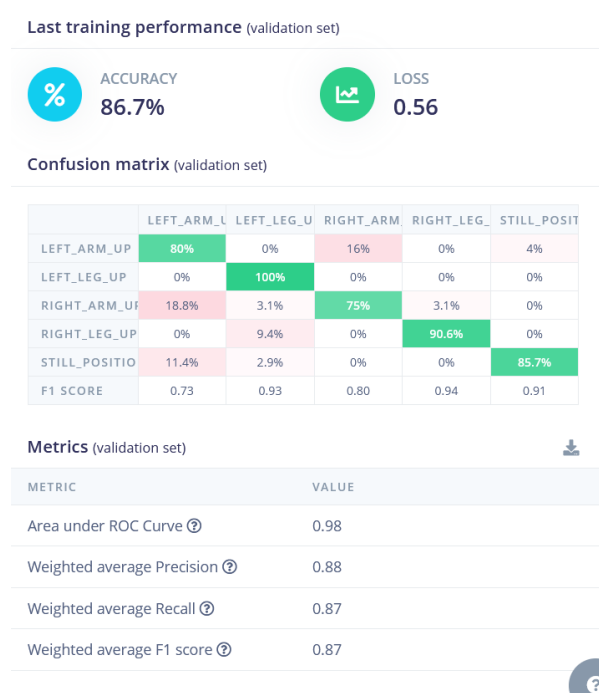 Last training performance (validation set)
% ACCURACY
86.7%
LOSS
0.56
Confusion matrix (validation set)
LEFT_ARM_U LEFT_LEG_U RIGHT_ARM_ RIGHT_LEG_ STILL_POSIT
LEFT_ARM_UP 80% 0% 16% 0% 4%
LEFT_LEG_UP 0% 100% 0% 0% 0%
RIGHT_ARM_UP 18.8% 3.1% 75% 3.1% 0%
RIGHT_LEG_UP 0% 9.4% 0% 90.6% 0%
STILL_POSITIO 11.4% 2.9% 0% 0% 85.7%
F1 SCORE 0.73 0.93 0.80 0.94 0.91
Metrics (validation set)
METRIC VALUE
Area under ROC Curve ? 0.98
Weighted average Precision ? 0.88
Weighted average Recall ? 0.87
Weighted average F1 score ? 0.87
?